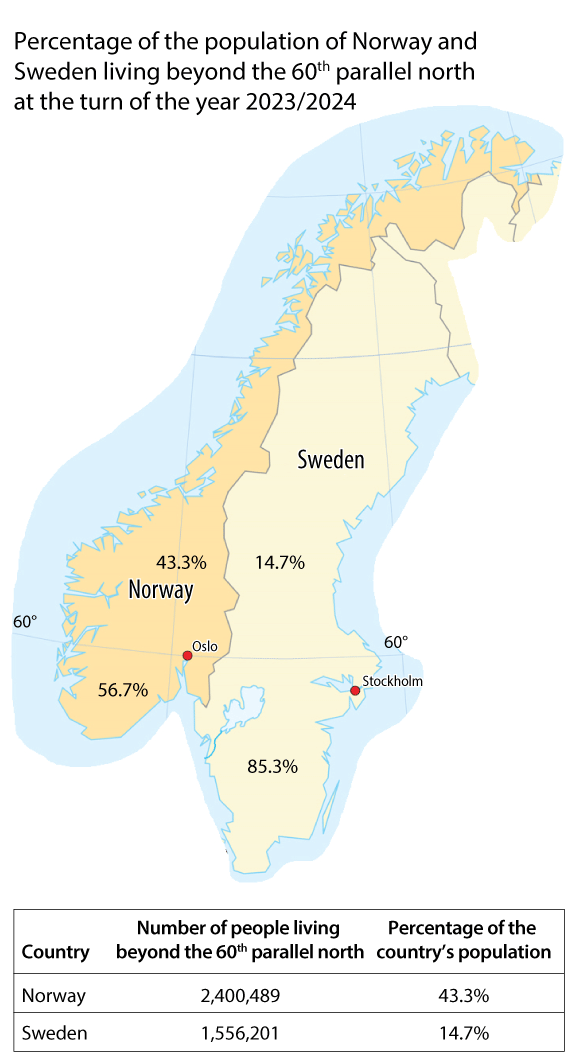 Percentage of the population of Norway and
Sweden living beyond the 60th parallel north
at the turn of the year 2023/2024
Sweden
43.3%
14.7%
Norway
60°
60°
Oslo
Stockholm
56.7%
85.3%
Country
Number of people living
beyond the 60th parallel north
Percentage of the
country's population
Norway 2,400,489 43.3%
Sweden 1,556,201 14.7%